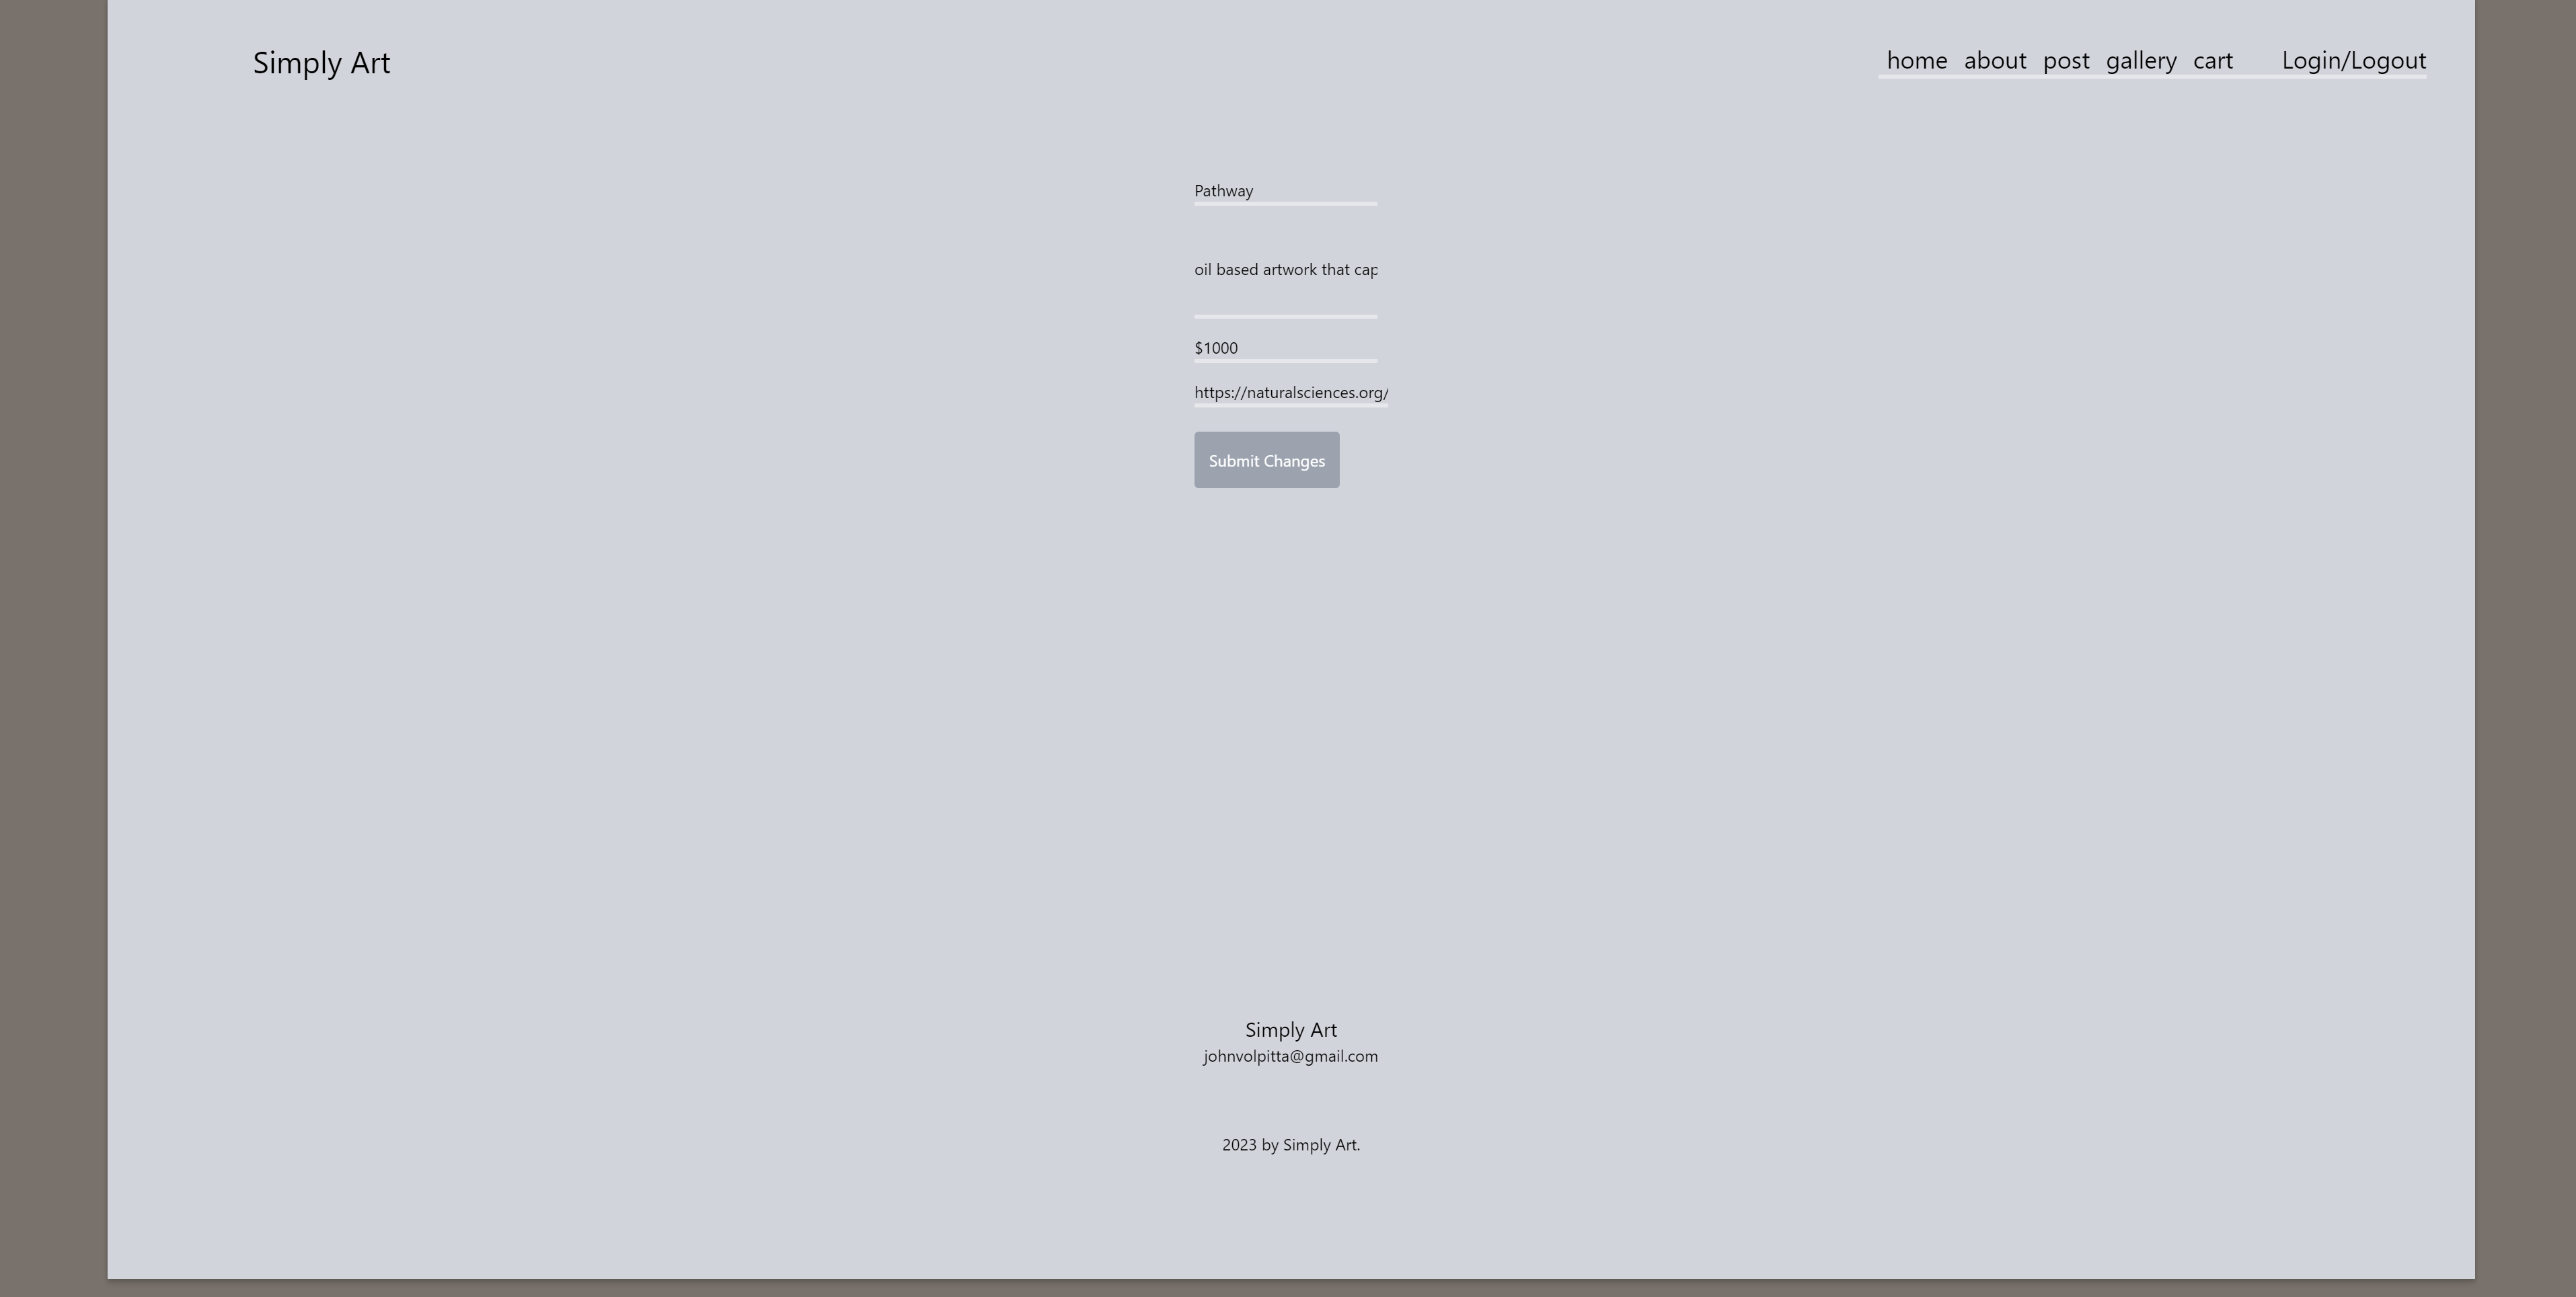 Simply Art
home about post gallery cart Login/Logout
Pathway
oil based artwork that cap
$1000
https://naturalsciences.org/
Submit Changes
Simply Art
johnvolpitta@gmail.com
2023 by Simply Art.